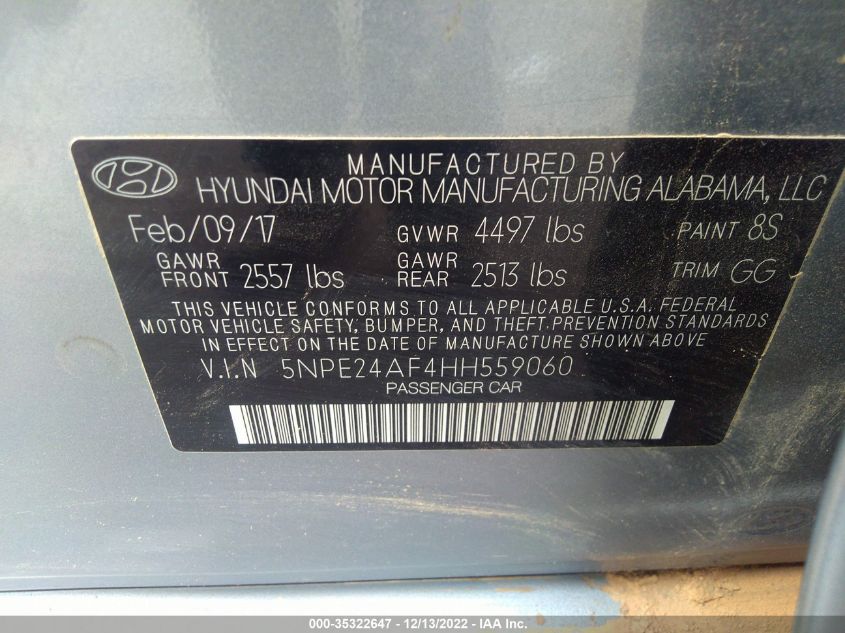 MANUFACTURED BY
HYUNDAI MOTOR MANUFACTURING ALABAMA, LLC
Feb/09/17 GVWR 4497 lbs PAINT 8S
GAWR FRONT 2557 lbs GAWR REAR 2513 lbs TRIM GG
THIS VEHICLE CONFORMS TO ALL APPLICABLE U.S.A. FEDERAL
MOTOR VEHICLE SAFETY, BUMPER, AND THEFT PREVENTION STANDARDS
IN EFFECT ON THE DATE OF MANUFACTURE SHOWN ABOVE
V.I.N 5NPE24AF4HH559060
PASSENGER CAR
000-35322647 - 12/13/2022 - IAA Inc.